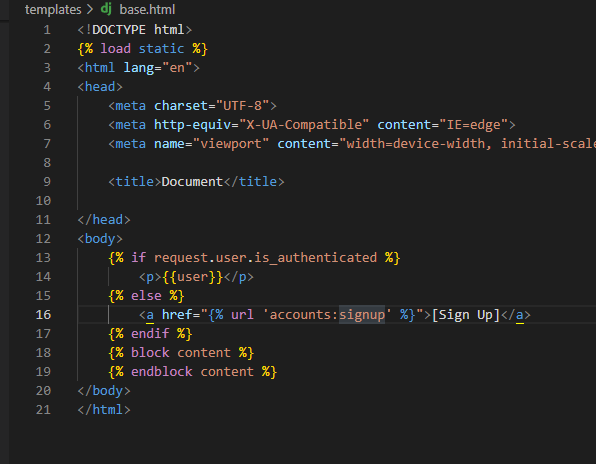 templates > dj base.html
1 <!DOCTYPE html>
2 {% load static %}
3 <html lang="en">
4 <head>
5 <meta charset="UTF-8">
6 <meta http-equiv="X-UA-Compatible" content="IE=edge">
7 <meta name="viewport" content="width=device-width, initial-scale
8
9 <title>Document</title>
10
11 </head>
12 <body>
13 {% if request.user.is_authenticated %}
14 <p>{{user}}</p>
15 {% else %}
16 <a href="{% url 'accounts:signup' %}">[Sign Up]</a>
17 {% endif %}
18 {% block content %}
19 {% endblock content %}
20 </body>
21 </html>